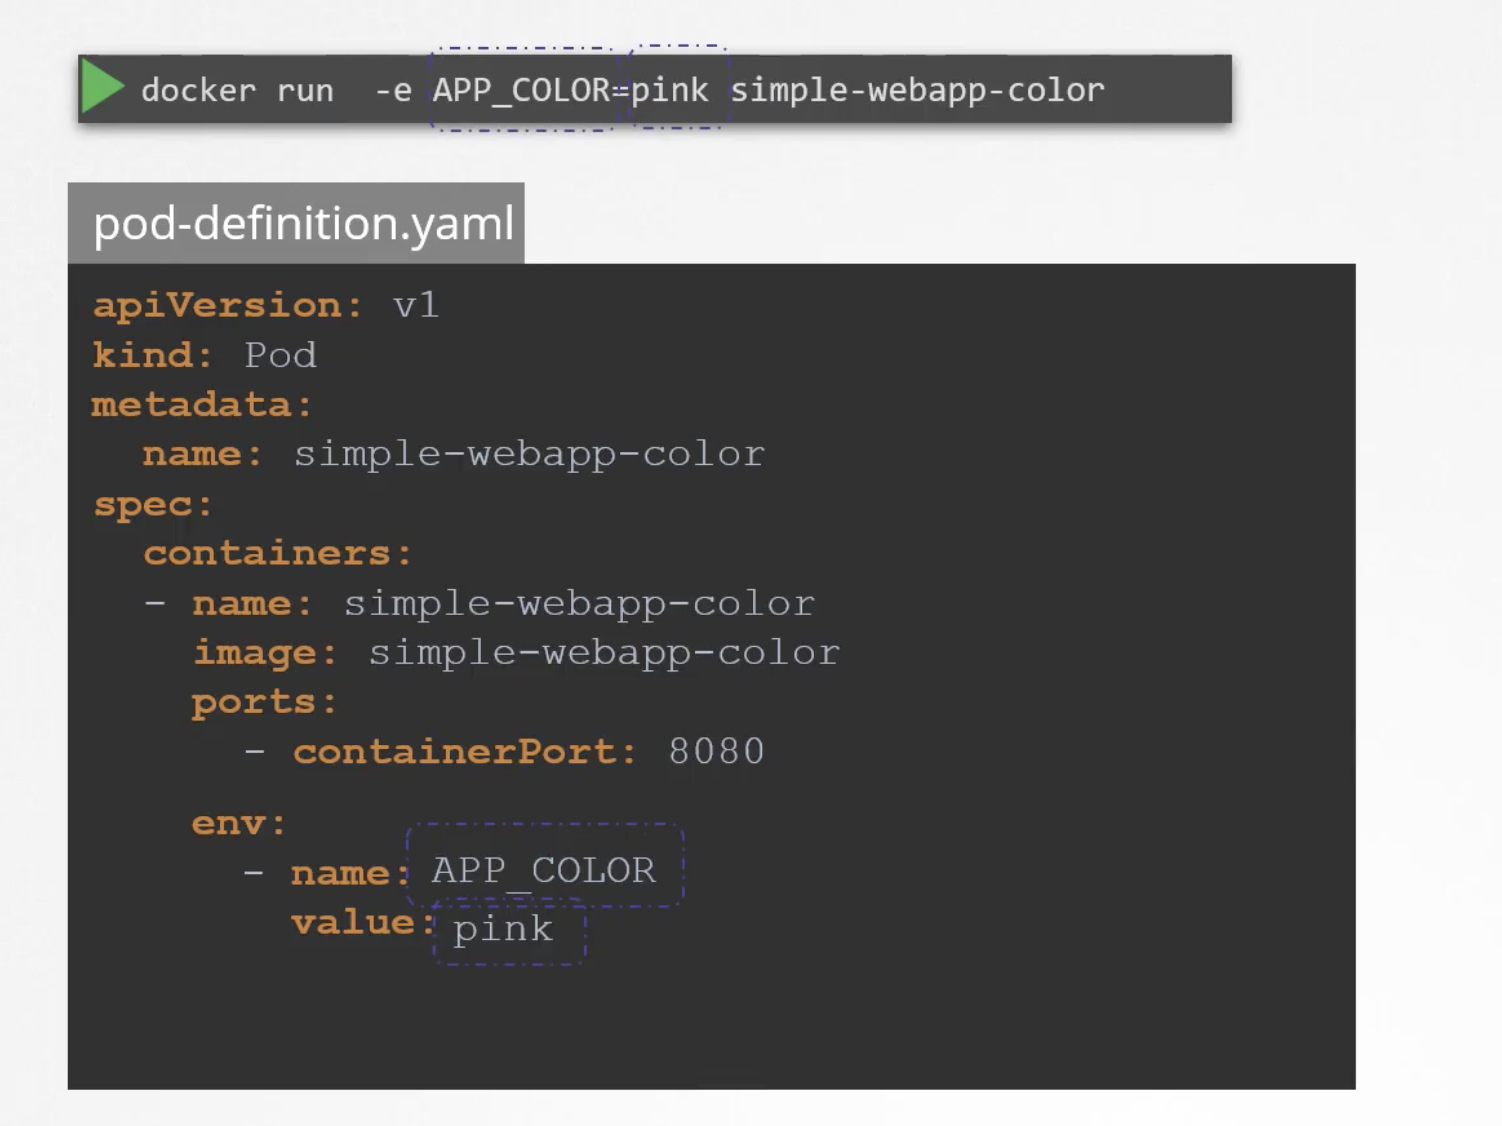 docker run -e APP_COLOR=pink simple-webapp-color
pod-definition.yaml
apiVersion: v1
kind: Pod
metadata:
  name: simple-webapp-color
spec:
  containers:
  - name: simple-webapp-color
    image: simple-webapp-color
    ports:
      - containerPort: 8080
    env:
      - name: APP_COLOR
        value: pink